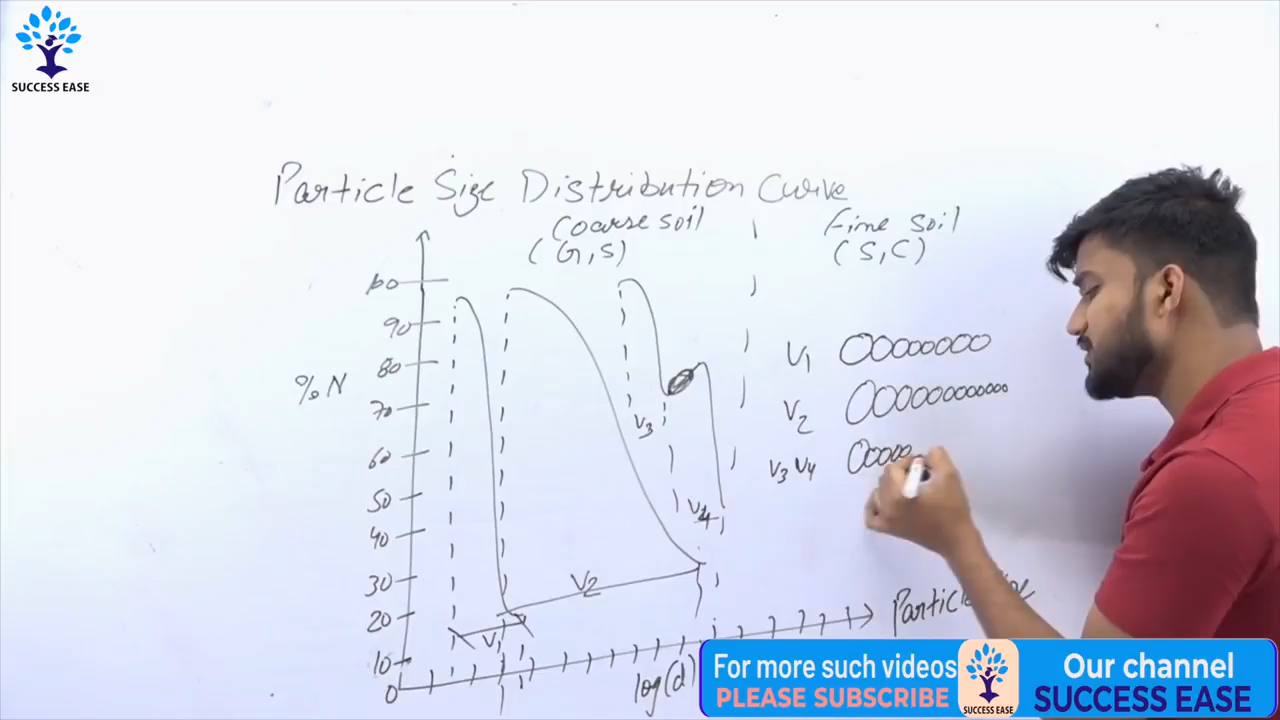 SUCCESS EASE
Particle Size Distribution Curve
Coarse soil
(G, S)
Fine soil
(S, C)
% N
100
90
80
70
60
50
40
30
20
10
0
V1
V2
V3
V4
V1
V2
V3 V4
log(d)
For more such videos
PLEASE SUBSCRIBE
SUCCESS EASE
Our channel
SUCCESS EASE